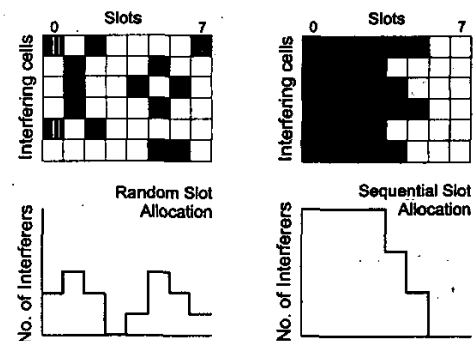 Slots
0 7
Interfering cells
Slots
0 7
Interfering cells
Random Slot
Allocation
No. of Interferers
Sequential Slot
Allocation
No. of Interferers